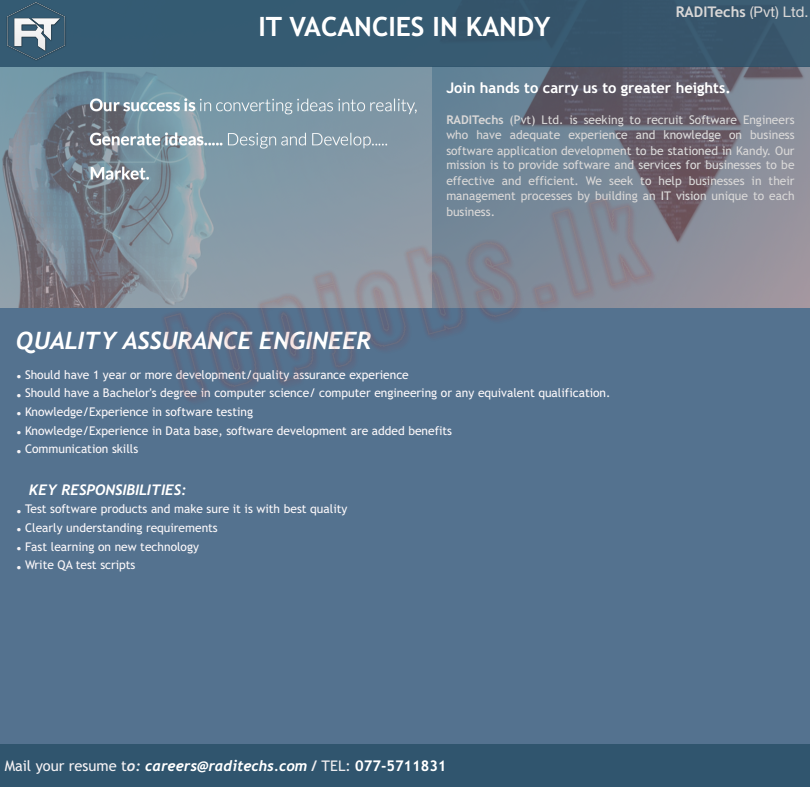 RT
IT VACANCIES IN KANDY
RADITechs (Pvt) Ltd.
Our success is in converting ideas into reality,
Generate ideas..... Design and Develop.....
Market.
Join hands to carry us to greater heights.
RADITechs (Pvt) Ltd. is seeking to recruit Software Engineers
who have adequate experience and knowledge on business
software application development to be stationed in Kandy. Our
mission is to provide software and services for businesses to be
effective and efficient. We seek to help businesses in their
management processes by building an IT vision unique to each
business.
topjobs.lk
QUALITY ASSURANCE ENGINEER
• Should have 1 year or more development/quality assurance experience
• Should have a Bachelor's degree in computer science/ computer engineering or any equivalent qualification.
• Knowledge/Experience in software testing
• Knowledge/Experience in Data base, software development are added benefits
• Communication skills
KEY RESPONSIBILITIES:
• Test software products and make sure it is with best quality
• Clearly understanding requirements
• Fast learning on new technology
• Write QA test scripts
Mail your resume to: careers@raditechs.com / TEL: 077-5711831